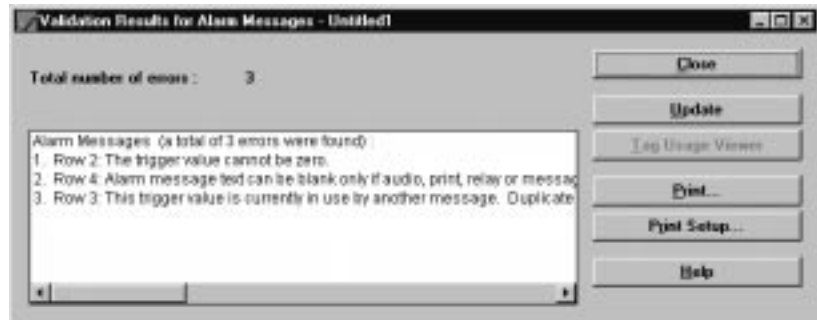 Validation Results for Alarm Messages - Untitled1
Total number of errors : 3
Alarm Messages (a total of 3 errors were found)
1. Row 2: The trigger value cannot be zero.
2. Row 4: Alarm message text can be blank only if audio, print, relay or messag
3. Row 3: This trigger value is currently in use by another message. Duplicate
Close
Update
Tag Usage Viewer
Print...
Print Setup...
Help